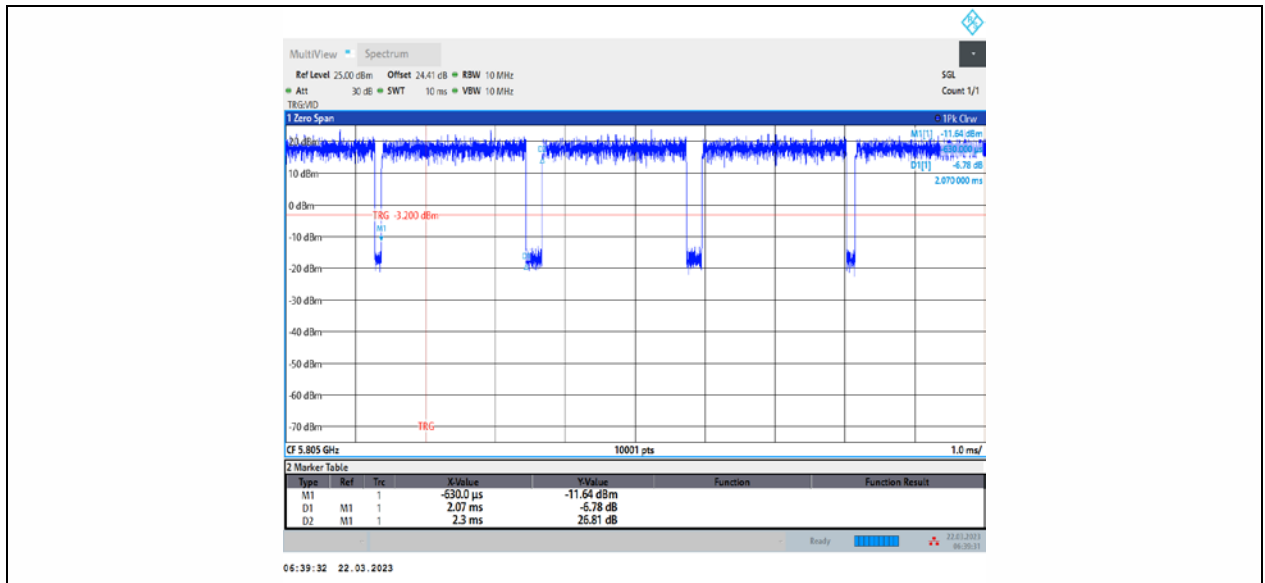 MultiView Spectrum
Ref Level 25.00 dBm Offset 24.41 dB RBW 10 MHz SGL
Att 30 dB SWT 10 ms VBW 10 MHz Count 1/1
TRG:VID
1 Zero Span 1Pk Clrw
M1[1] -11.64 dBm
-630.000 µs
D1[1] -6.78 dB
2.070000 ms
10 dBm
0 dBm
TRG -3.200 dBm
M1
-10 dBm
-20 dBm
-30 dBm
-40 dBm
-50 dBm
-60 dBm
-70 dBm
TRG
CF 5.805 GHz 10001 pts 1.0 ms/
2 Marker Table
Type Ref Trc X-Value Y-Value Function Function Result
M1 1 -630.0 µs -11.64 dBm
D1 M1 1 2.07 ms -6.78 dB
D2 M1 1 2.3 ms 26.81 dB
Ready 22.03.2023
06:39:31
06:39:32 22.03.2023